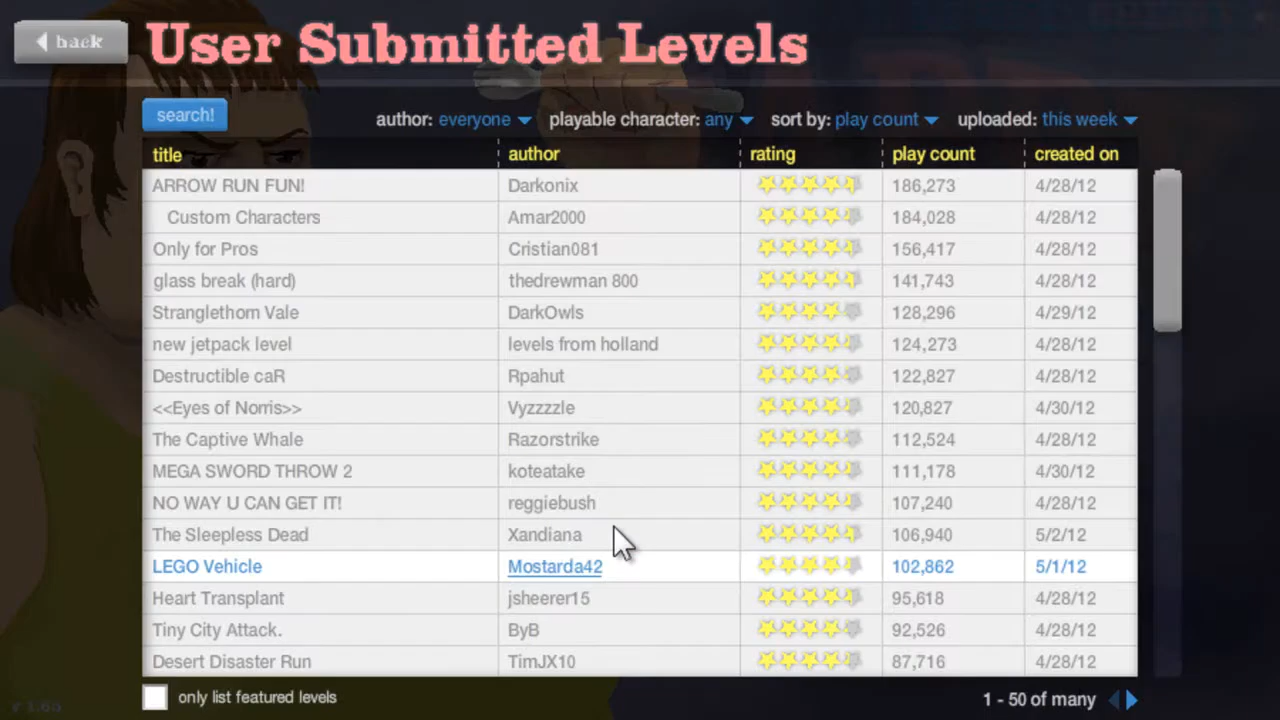 back
User Submitted Levels
search!
author: everyone playable character: any sort by: play count uploaded: this week
title author rating play count created on
ARROW RUN FUN! Darkonix 186,273 4/28/12
Custom Characters Amar2000 184,028 4/28/12
Only for Pros Cristian081 156,417 4/28/12
glass break (hard) thedrewman 800 141,743 4/28/12
Stranglethorn Vale DarkOwls 128,296 4/29/12
new jetpack level levels from holland 124,273 4/28/12
Destructible caR Rpahut 122,827 4/28/12
<<Eyes of Norris>> Vyzzzzle 120,827 4/30/12
The Captive Whale Razorstrike 112,524 4/28/12
MEGA SWORD THROW 2 koteatake 111,178 4/30/12
NO WAY U CAN GET IT! reggiebush 107,240 4/28/12
The Sleepless Dead Xandiana 106,940 5/2/12
LEGO Vehicle Mostarda42 102,862 5/1/12
Heart Transplant jsheerer15 95,618 4/28/12
Tiny City Attack. ByB 92,526 4/28/12
Desert Disaster Run TimJX10 87,716 4/28/12
only list featured levels 1 - 50 of many